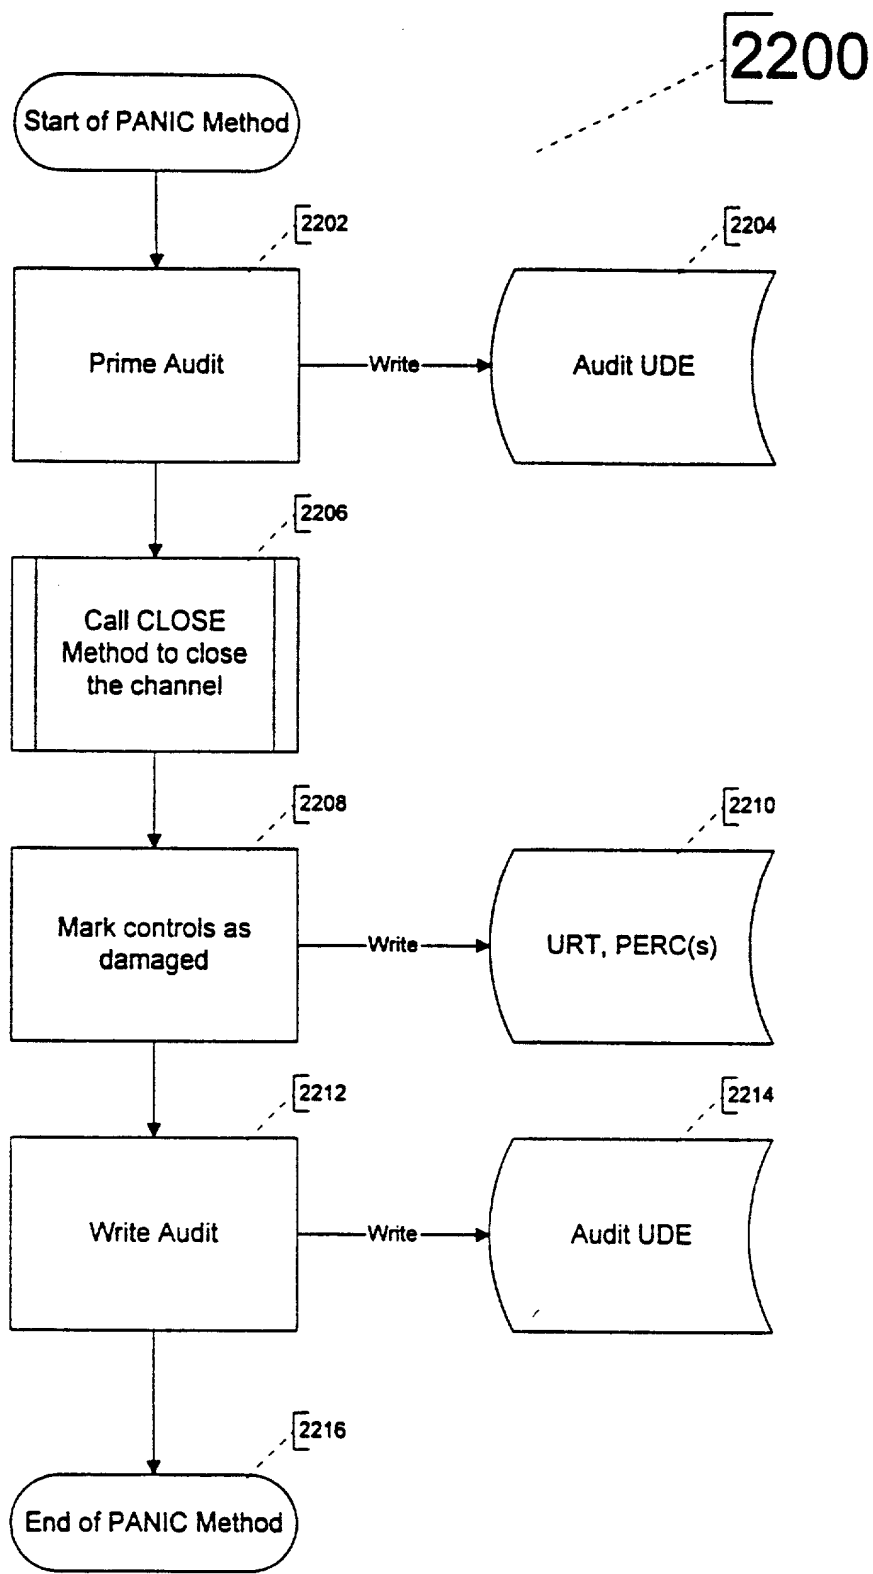 2200
Start of PANIC Method
2202
2204
Prime Audit
Write
Audit UDE
2206
Call CLOSE
Method to close
the channel
2208
2210
Mark controls as
damaged
Write
URT, PERC(s)
2212
2214
Write Audit
Write
Audit UDE
2216
End of PANIC Method